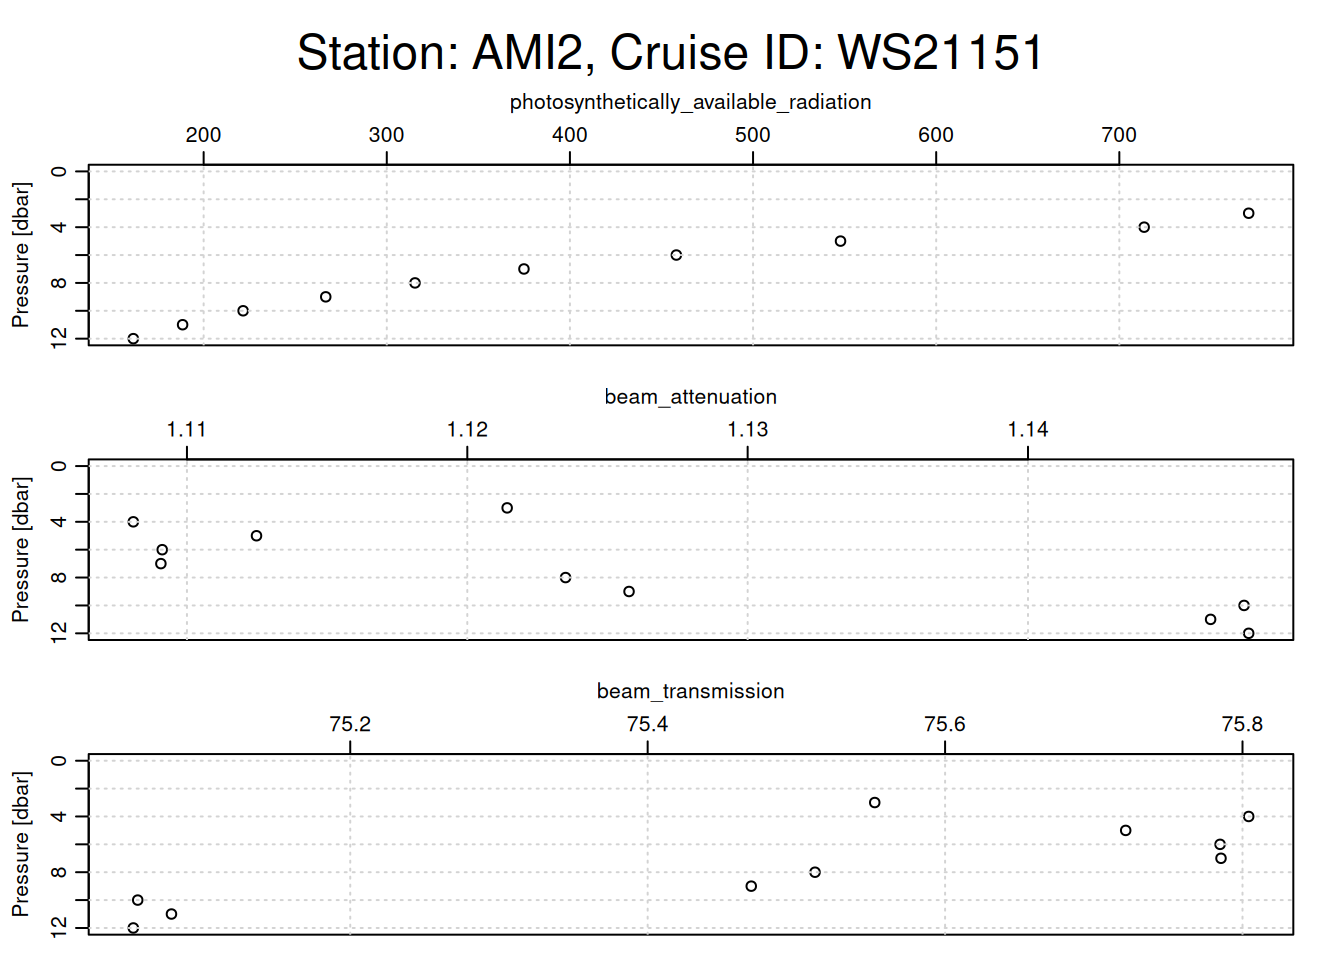 Station: AMI2, Cruise ID: WS21151
photosynthetically_available_radiation
200 300 400 500 600 700
Pressure [dbar]
0
4
8
12
beam_attenuation
1.11 1.12 1.13 1.14
Pressure [dbar]
0
4
8
12
beam_transmission
75.2 75.4 75.6 75.8
Pressure [dbar]
0
4
8
12